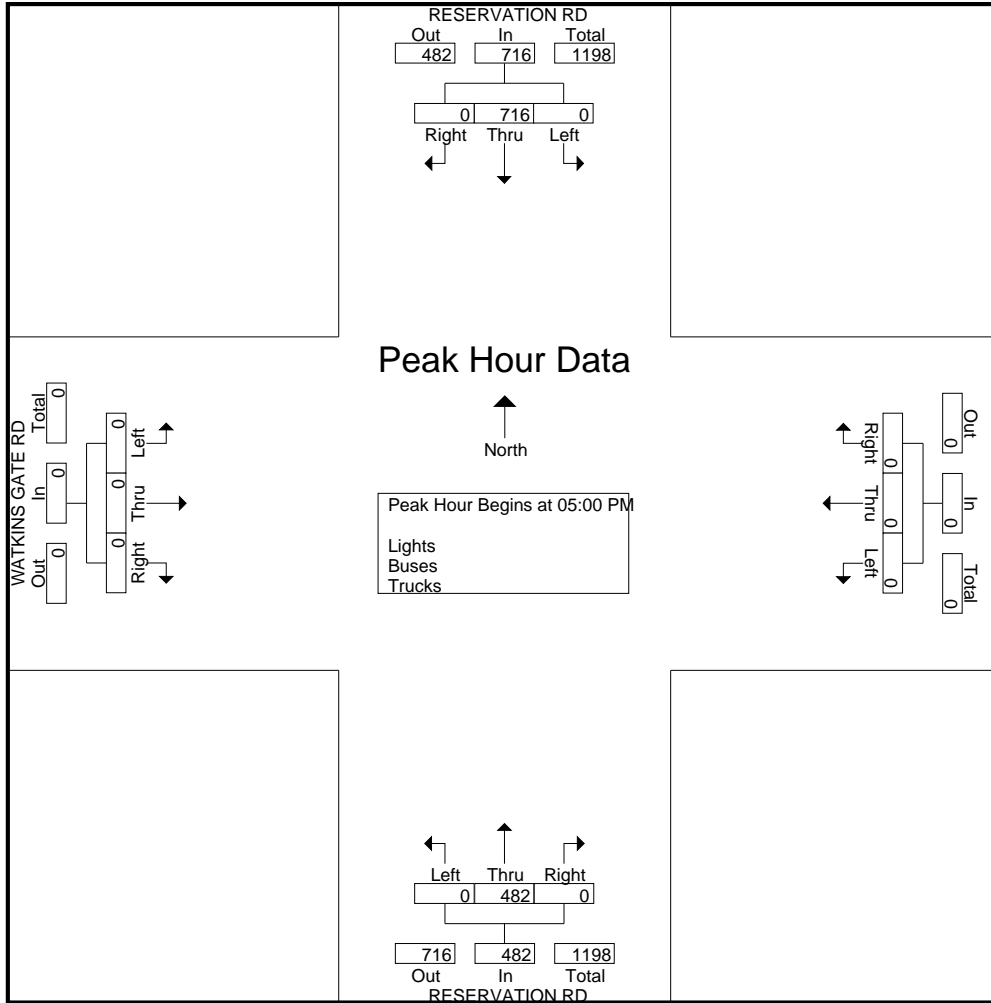 RESERVATION RD
Out In Total
482 716 1198
0 716 0
Right Thru Left
Peak Hour Data
North
Peak Hour Begins at 05:00 PM
Lights
Buses
Trucks
WATKINS GATE RD
Out In Total
0 0 0
0 0 0
Left Thru Right
Right Thru Left
0 0 0
Out In Total
0 0 0
Left Thru Right
0 482 0
716 482 1198
Out In Total
RESERVATION RD